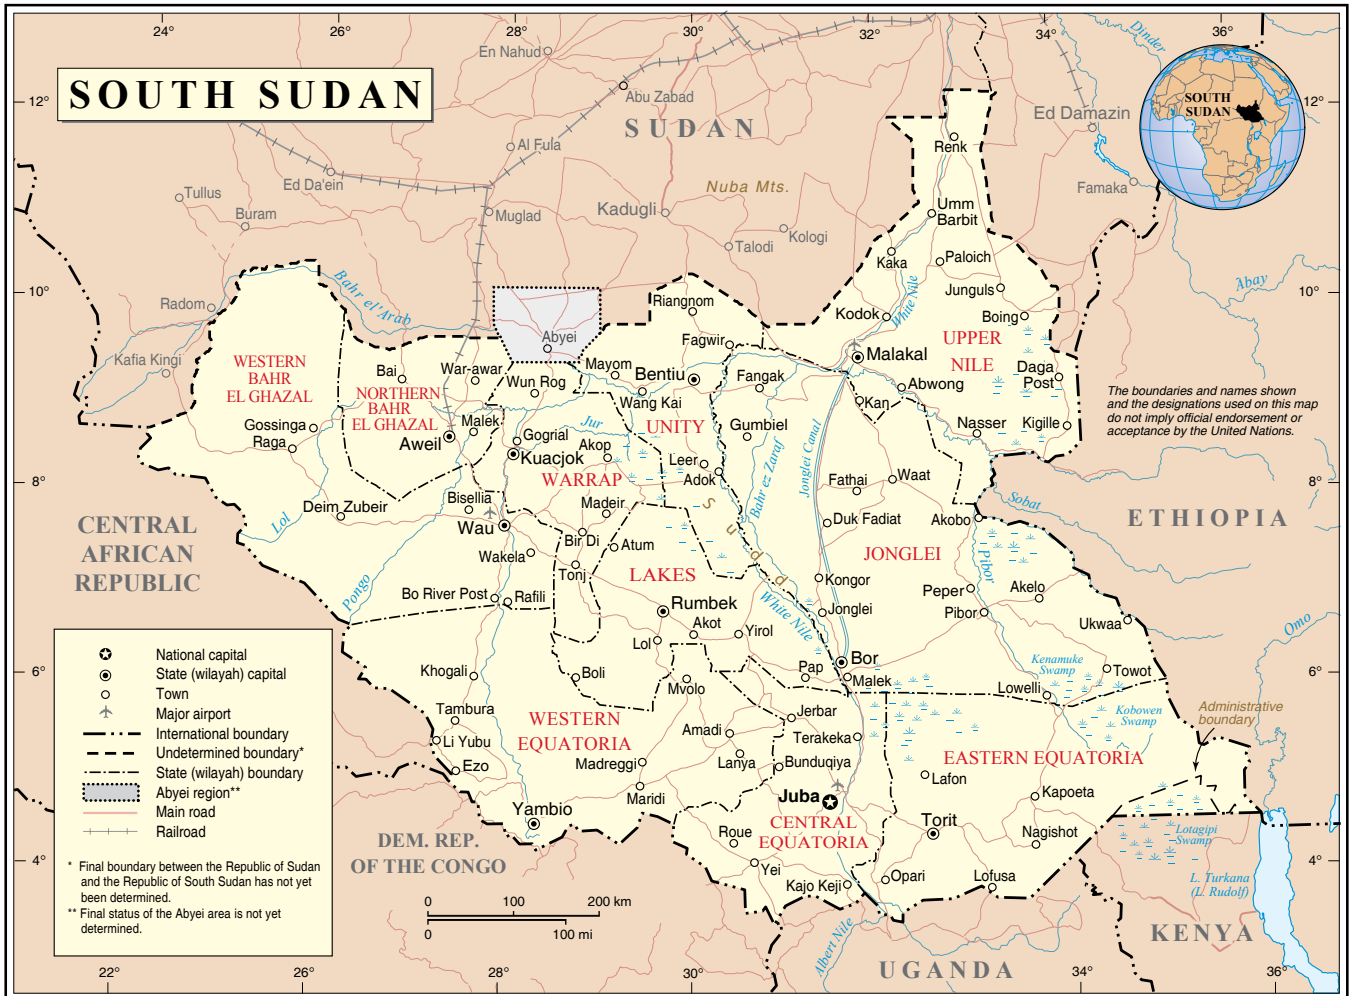 SOUTH SUDAN
26°
28°
30°
32°
34°
36°
12°
10°
8°
6°
4°
12°
10°
8°
6°
4°
22°
26°
28°
30°
34°
36°
SOUTH
SUDAN
En Nahud
Abu Zabad
SUDAN
Dinder
Ed Damazin
Famaka
Al Fula
Ed Da'ein
Tullus
Buram
Muglad
Nuba Mts.
Kadugli
Kologi
Talodi
Renk
Umm
Barbit
Kaka
Paloich
Junguls
Abay
Radom
Bahr el'Arab
Kafia Kingi
Abyei
Riangnom
Kodok
White Nile
Boing
UPPER
NILE
Fagwir
Malakal
Daga
Post
WESTERN
BAHR
EL GHAZAL
Bai
War-awar
NORTHERN
BAHR
EL GHAZAL
Wun Rog
Mayom
Bentiu
Wang Kai
Fangak
Abwong
Kan
The boundaries and names shown
and the designations used on this map
do not imply official endorsement or
acceptance by the United Nations.
Gossinga
Raga
Malek
Aweil
Gogrial
Kuacjok
Jur
Akop
UNITY
Gumbiel
Nasser
Kigille
Leer
Adok
WARRAP
Bahr ez Zaraf
Jonglei Canal
Fathai
Waat
Sobat
Deim Zubeir
Lol
Bisellia
Wau
Madeir
Bir Di
Atum
Sudd
Duk Fadiat
Akobo
ETHIOPIA
CENTRAL
AFRICAN
REPUBLIC
Pongo
Wakela
Tonj
LAKES
JONGLEI
Pibor
Bo River Post
Rafili
Rumbek
White Nile
Kongor
Jonglei
Peper
Pibor
Akelo
Ukwaa
Omo
Lol
Akot
Yirol
Khogali
Boli
Mvolo
Pap
Bor
Malek
Kenamuke
Swamp
Towot
Lowelli
Kobowen
Swamp
Administrative
boundary
Tambura
Li Yubu
Ezo
WESTERN
EQUATORIA
Amadi
Jerbar
Terakeka
Lanya
Bunduqiya
Madreggi
Maridi
EASTERN EQUATORIA
Lafon
Kapoeta
Yambio
Juba
CENTRAL
EQUATORIA
Torit
Nagishot
Lotagipi
Swamp
DEM. REP.
OF THE CONGO
Roue
Yei
Kajo Keji
Opari
Lofusa
L. Turkana
(L. Rudolf)
Albert Nile
UGANDA
KENYA
National capital
State (wilayah) capital
Town
Major airport
International boundary
Undetermined boundary*
State (wilayah) boundary
Abyei region**
Main road
Railroad
* Final boundary between the Republic of Sudan
and the Republic of South Sudan has not yet
been determined.
** Final status of the Abyei area is not yet
determined.
0 100 200 km
0 100 mi